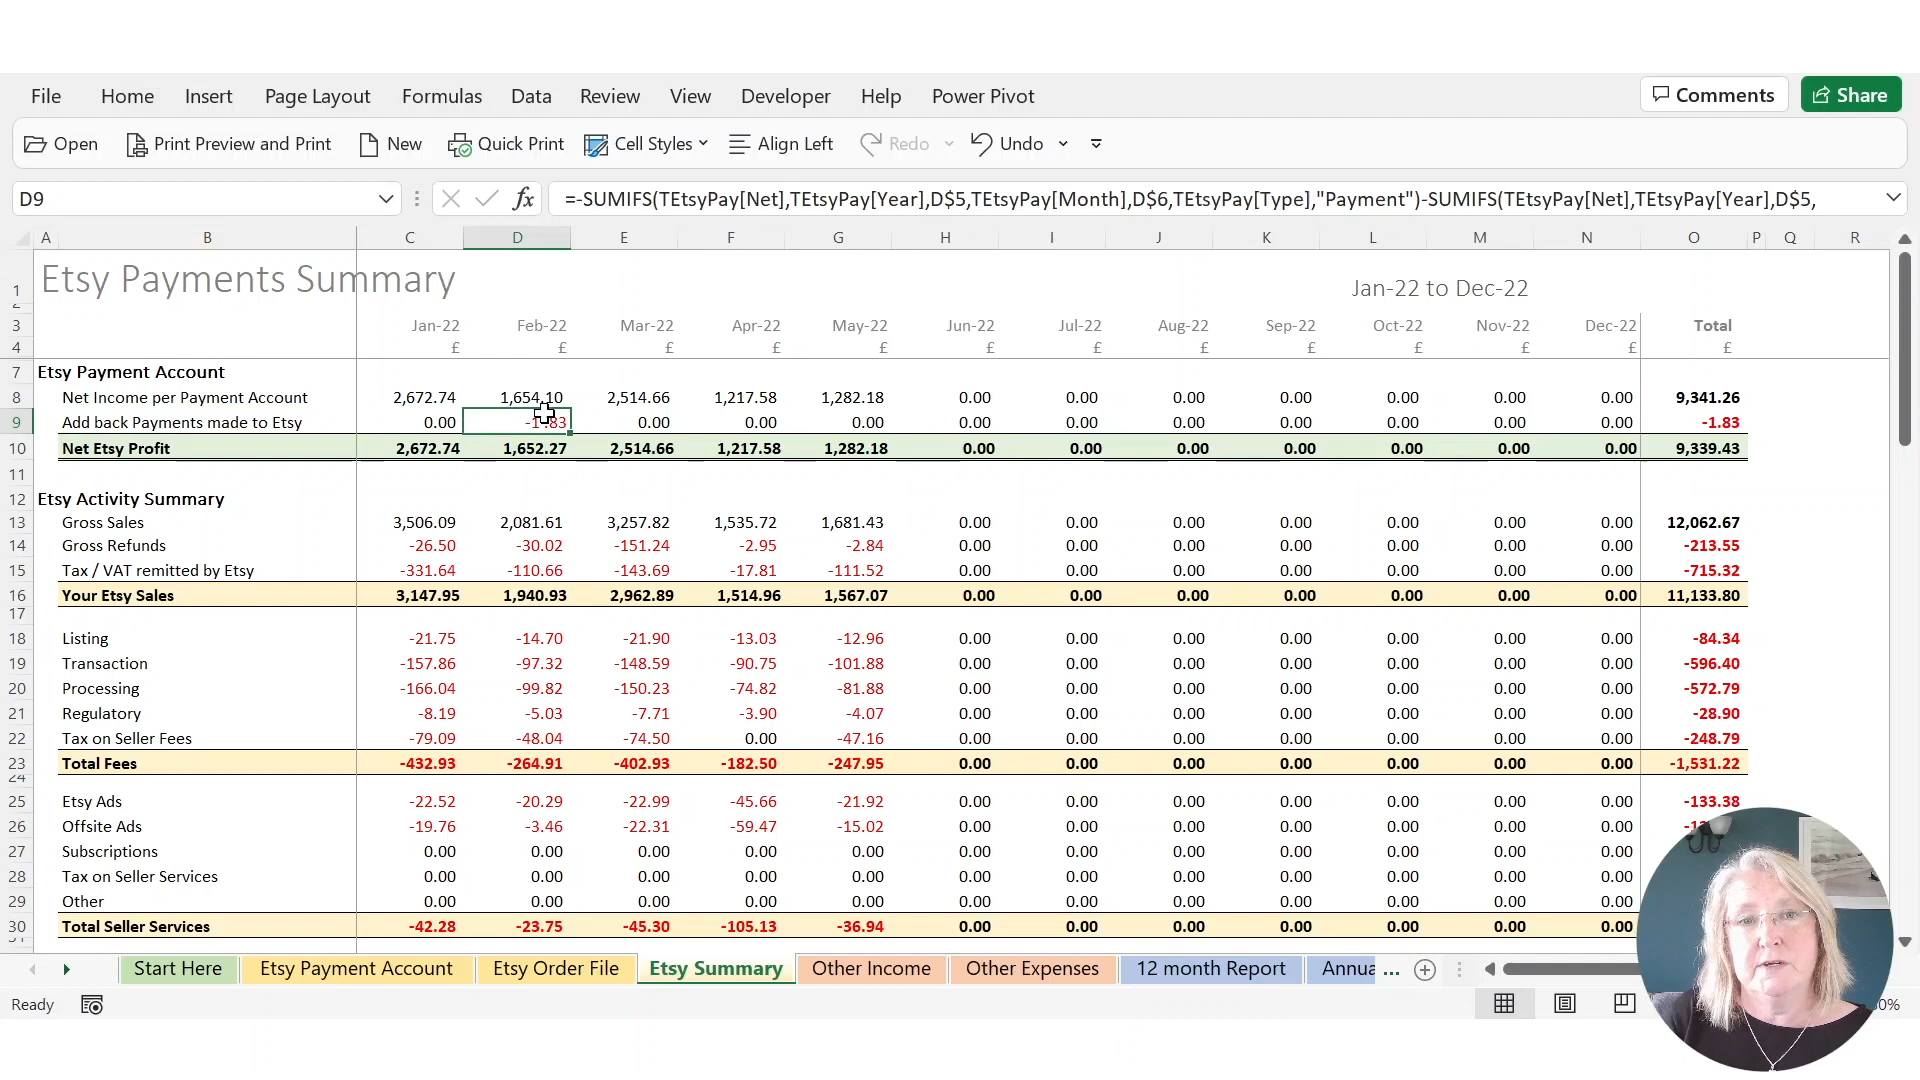 File Home Insert Page Layout Formulas Data Review View Developer Help Power Pivot Comments Share
Open Print Preview and Print New Quick Print Cell Styles Align Left Redo Undo
D9 fx =-SUMIFS(TEtsyPay[Net],TEtsyPay[Year],D$5,TEtsyPay[Month],D$6,TEtsyPay[Type],"Payment")-SUMIFS(TEtsyPay[Net],TEtsyPay[Year],D$5,
A B C D E F G H I J K L M N O P Q R
1 Etsy Payments Summary Jan-22 to Dec-22
3 Jan-22 Feb-22 Mar-22 Apr-22 May-22 Jun-22 Jul-22 Aug-22 Sep-22 Oct-22 Nov-22 Dec-22 Total
4 £ £ £ £ £ £ £ £ £ £ £ £ £
7 Etsy Payment Account
8 Net Income per Payment Account 2,672.74 1,654.10 2,514.66 1,217.58 1,282.18 0.00 0.00 0.00 0.00 0.00 0.00 0.00 9,341.26
9 Add back Payments made to Etsy 0.00 -1.83 0.00 0.00 0.00 0.00 0.00 0.00 0.00 0.00 0.00 0.00 -1.83
10 Net Etsy Profit 2,672.74 1,652.27 2,514.66 1,217.58 1,282.18 0.00 0.00 0.00 0.00 0.00 0.00 0.00 9,339.43
11
12 Etsy Activity Summary
13 Gross Sales 3,506.09 2,081.61 3,257.82 1,535.72 1,681.43 0.00 0.00 0.00 0.00 0.00 0.00 0.00 12,062.67
14 Gross Refunds -26.50 -30.02 -151.24 -2.95 -2.84 0.00 0.00 0.00 0.00 0.00 0.00 0.00 -213.55
15 Tax / VAT remitted by Etsy -331.64 -110.66 -143.69 -17.81 -111.52 0.00 0.00 0.00 0.00 0.00 0.00 0.00 -715.32
16 Your Etsy Sales 3,147.95 1,940.93 2,962.89 1,514.96 1,567.07 0.00 0.00 0.00 0.00 0.00 0.00 0.00 11,133.80
17
18 Listing -21.75 -14.70 -21.90 -13.03 -12.96 0.00 0.00 0.00 0.00 0.00 0.00 0.00 -84.34
19 Transaction -157.86 -97.32 -148.59 -90.75 -101.88 0.00 0.00 0.00 0.00 0.00 0.00 0.00 -596.40
20 Processing -166.04 -99.82 -150.23 -74.82 -81.88 0.00 0.00 0.00 0.00 0.00 0.00 0.00 -572.79
21 Regulatory -8.19 -5.03 -7.71 -3.90 -4.07 0.00 0.00 0.00 0.00 0.00 0.00 0.00 -28.90
22 Tax on Seller Fees -79.09 -48.04 -74.50 0.00 -47.16 0.00 0.00 0.00 0.00 0.00 0.00 0.00 -248.79
23 Total Fees -432.93 -264.91 -402.93 -182.50 -247.95 0.00 0.00 0.00 0.00 0.00 0.00 0.00 -1,531.22
24
25 Etsy Ads -22.52 -20.29 -22.99 -45.66 -21.92 0.00 0.00 0.00 0.00 0.00 0.00 0.00 -133.38
26 Offsite Ads -19.76 -3.46 -22.31 -59.47 -15.02 0.00 0.00 0.00 0.00 0.00 0.00 0.00
27 Subscriptions 0.00 0.00 0.00 0.00 0.00 0.00 0.00 0.00 0.00 0.00 0.00 0.00
28 Tax on Seller Services 0.00 0.00 0.00 0.00 0.00 0.00 0.00 0.00 0.00 0.00 0.00 0.00
29 Other 0.00 0.00 0.00 0.00 0.00 0.00 0.00 0.00 0.00 0.00 0.00 0.00
30 Total Seller Services -42.28 -23.75 -45.30 -105.13 -36.94 0.00 0.00 0.00 0.00 0.00 0.00 0.00
Start Here Etsy Payment Account Etsy Order File Etsy Summary Other Income Other Expenses 12 month Report Annua ...
Ready